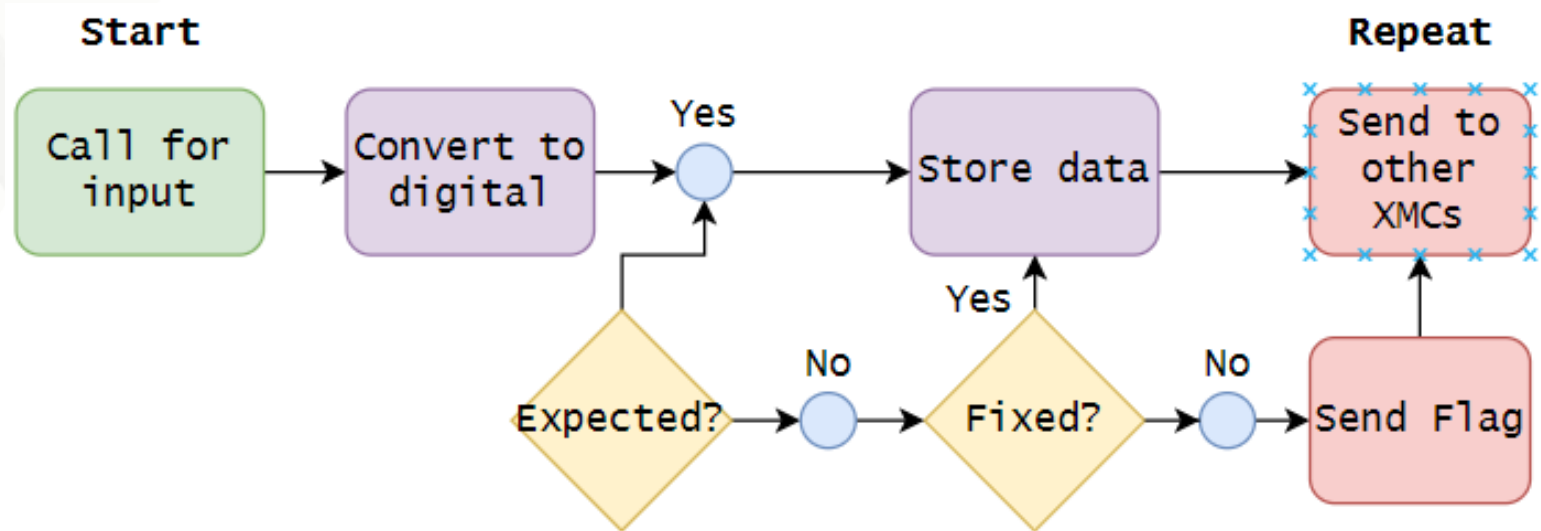 Start
Repeat
Call for
input
Convert to
digital
Yes
Store data
Send to
other
XMCs
Yes
Expected?
No
Fixed?
No
Send Flag